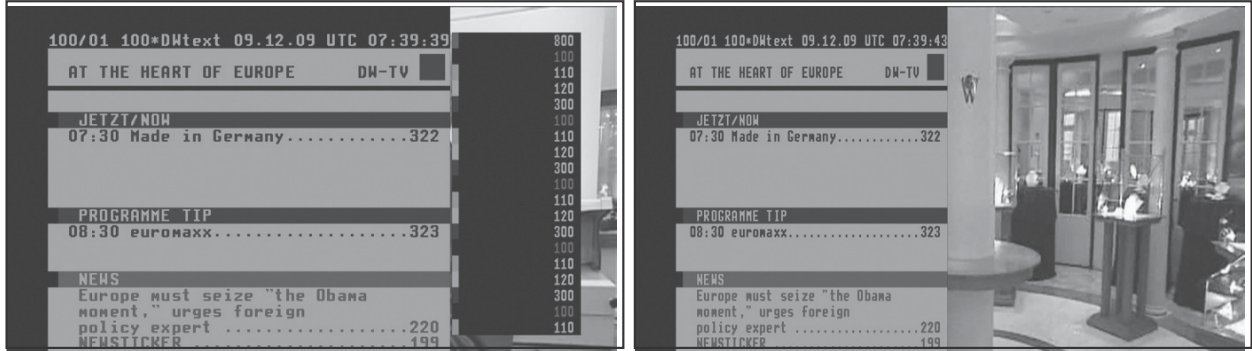 100/01 100*DWtext 09.12.09 UTC 07:39:39
AT THE HEART OF EUROPE DW-TV
JETZT/NOW
07:30 Made in Germany............322
PROGRAMME TIP
08:30 euromaxx...................323
NEWS
Europe must seize "the Obama
moment," urges foreign
policy expert ..................220
NEWSTICKER .....................199
800
100
110
120
300
100
110
120
300
100
110
120
300
100
110
120
300
100
110
100/01 100*DWtext 09.12.09 UTC 07:39:43
AT THE HEART OF EUROPE DW-TV
W
JETZT/NOW
07:30 Made in Germany............322
PROGRAMME TIP
08:30 euromaxx...................323
NEWS
Europe must seize "the Obama
moment," urges foreign
policy expert ..................220
NEWSTICKER .....................199